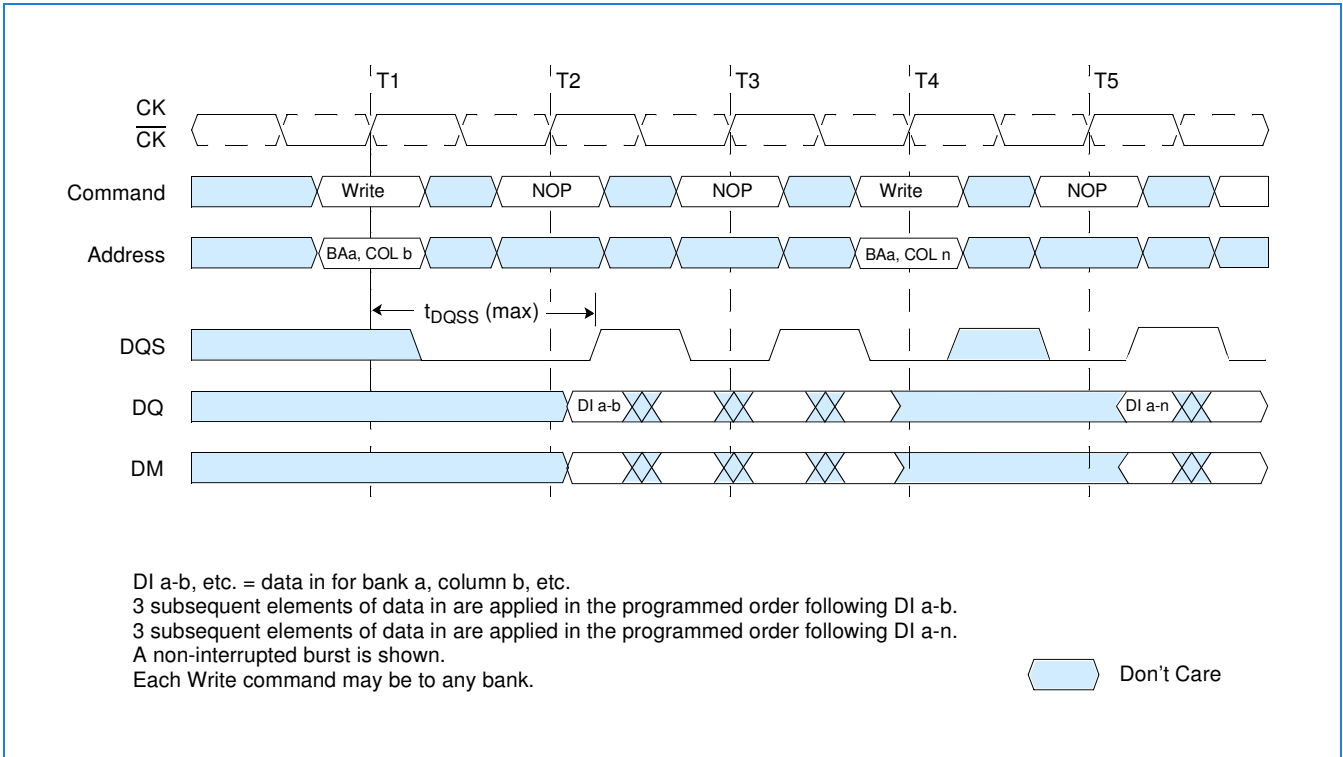 T1 T2 T3 T4 T5
CK
CK
Command Write NOP NOP Write NOP
Address BAa, COL b BAa, COL n
tDQSS (max)
DQS
DQ DI a-b DI a-n
DM
DI a-b, etc. = data in for bank a, column b, etc.
3 subsequent elements of data in are applied in the programmed order following DI a-b.
3 subsequent elements of data in are applied in the programmed order following DI a-n.
A non-interrupted burst is shown.
Each Write command may be to any bank.
Don't Care